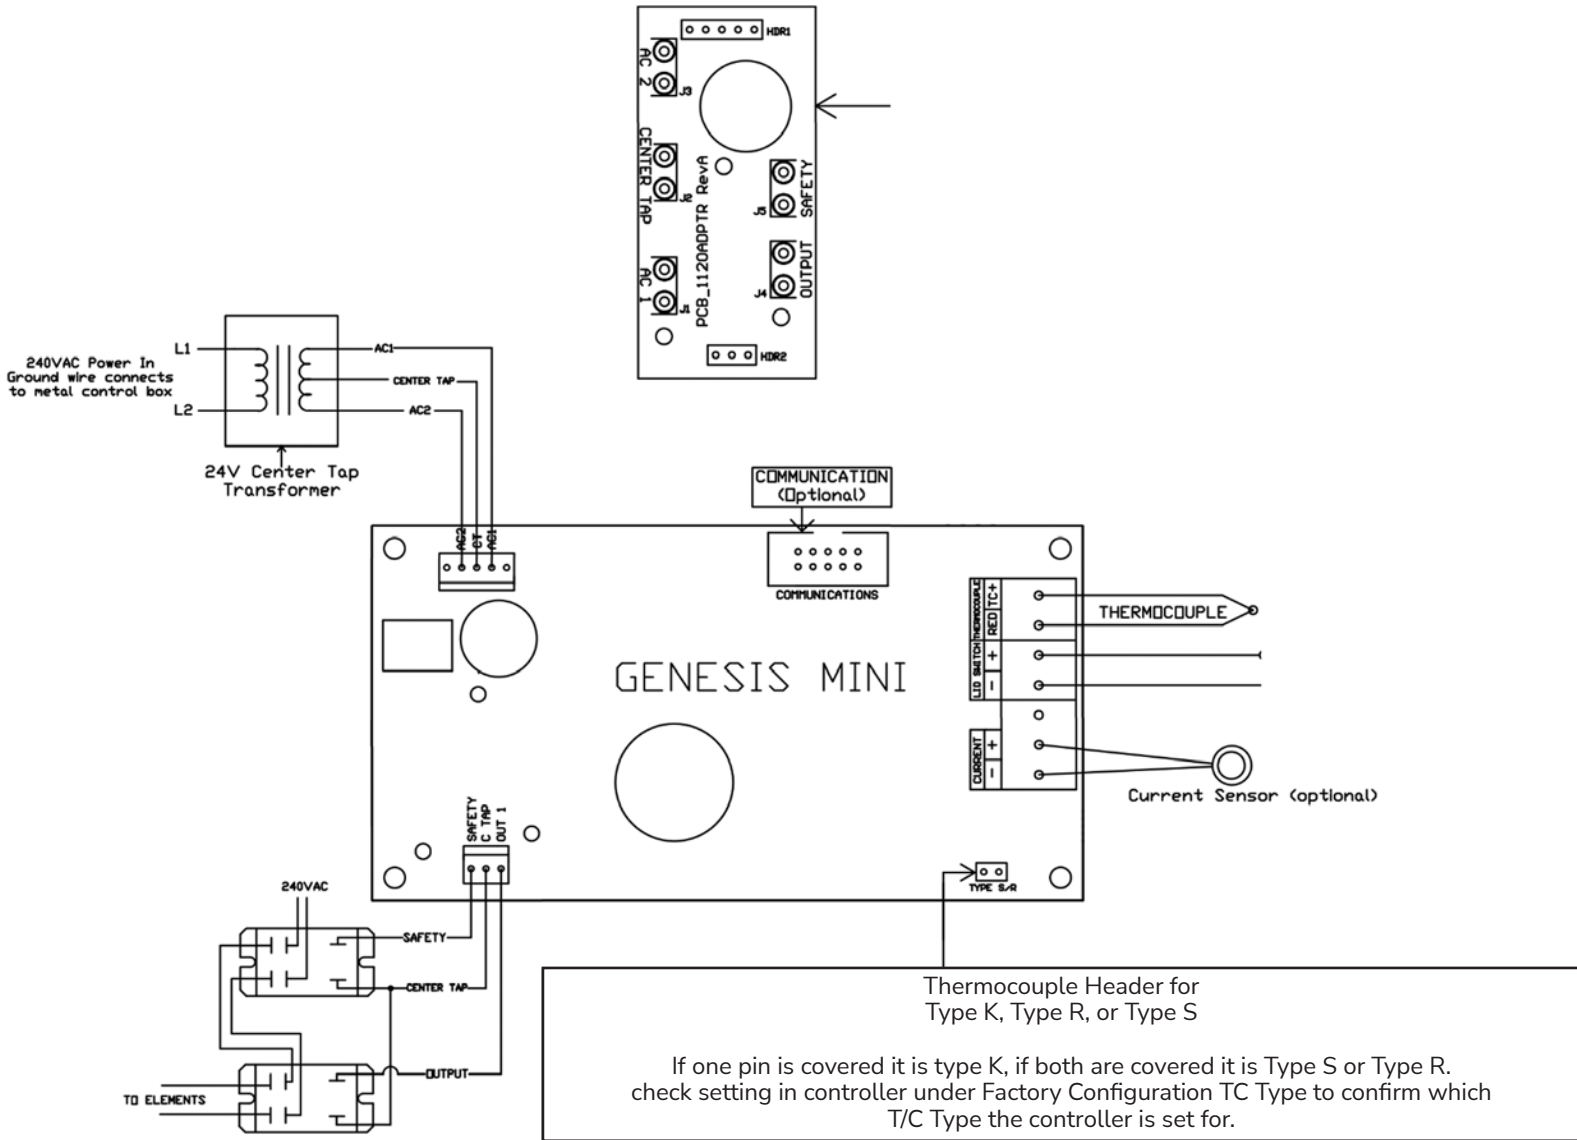 HDR1
AC 2
J3
CENTER TAP
J2
PCB_1120ADPTR RevA
SAFETY
J5
AC 1
J1
OUTPUT
J4
HDR2
L1
AC1
240VAC Power In
Ground wire connects
to metal control box
CENTER TAP
L2
AC2
24V Center Tap
Transformer
COMMUNICATION
(Optional)
AC2
CT
AC1
COMMUNICATIONS
THERMOCOUPLE
TC+
RED
THERMOCOUPLE
LID SWITCH
+
-
GENESIS MINI
CURRENT
+
-
Current Sensor (optional)
SAFETY
C TAP
OUT 1
TYPE S/R
240VAC
SAFETY
CENTER TAP
OUTPUT
TO ELEMENTS
Thermocouple Header for
Type K, Type R, or Type S
If one pin is covered it is type K, if both are covered it is Type S or Type R.
check setting in controller under Factory Configuration TC Type to confirm which
T/C Type the controller is set for.